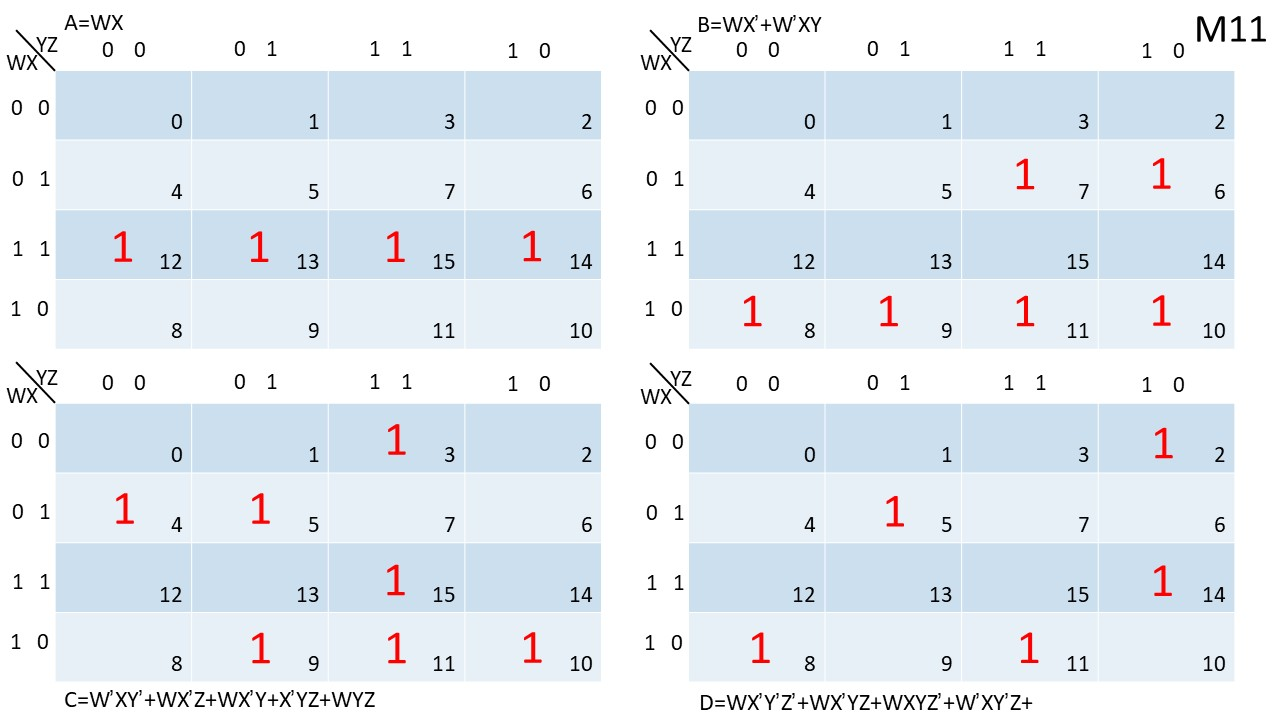 A=WX
YZ
WX
0 0 0 1 1 1 1 0
0 0 0 1 3 2
0 1 4 5 7 6
1 1 1 12 1 13 1 15 1 14
1 0 8 9 11 10
B=WX'+W'XY
M11
YZ
WX
0 0 0 1 1 1 1 0
0 0 0 1 3 2
0 1 4 5 1 7 1 6
1 1 12 13 15 14
1 0 1 8 1 9 1 11 1 10
YZ
WX
0 0 0 1 1 1 1 0
0 0 0 1 1 3 2
0 1 1 4 1 5 7 6
1 1 12 13 1 15 14
1 0 8 1 9 1 11 1 10
C=W'XY'+WX'Z+WX'Y+X'YZ+WYZ
YZ
WX
0 0 0 1 1 1 1 0
0 0 0 1 3 1 2
0 1 4 1 5 7 6
1 1 12 13 15 1 14
1 0 1 8 9 1 11 10
D=WX'Y'Z'+WX'YZ+WXYZ'+W'XY'Z+